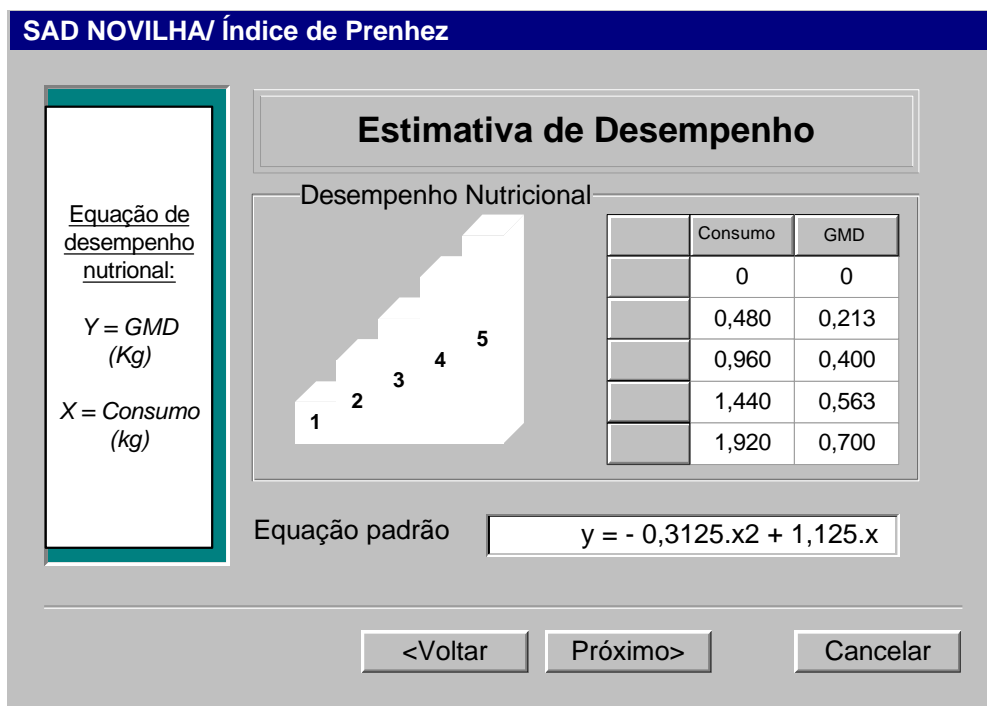 SAD NOVILHA/ Índice de Prenhez
Equação de
desempenho
nutrional:
Y = GMD
(Kg)
X = Consumo
(kg)
Estimativa de Desempenho
Desempenho Nutricional
1
2
3
4
5
Consumo GMD
0 0
0,480 0,213
0,960 0,400
1,440 0,563
1,920 0,700
Equação padrão y = - 0,3125.x2 + 1,125.x
<Voltar Próximo> Cancelar